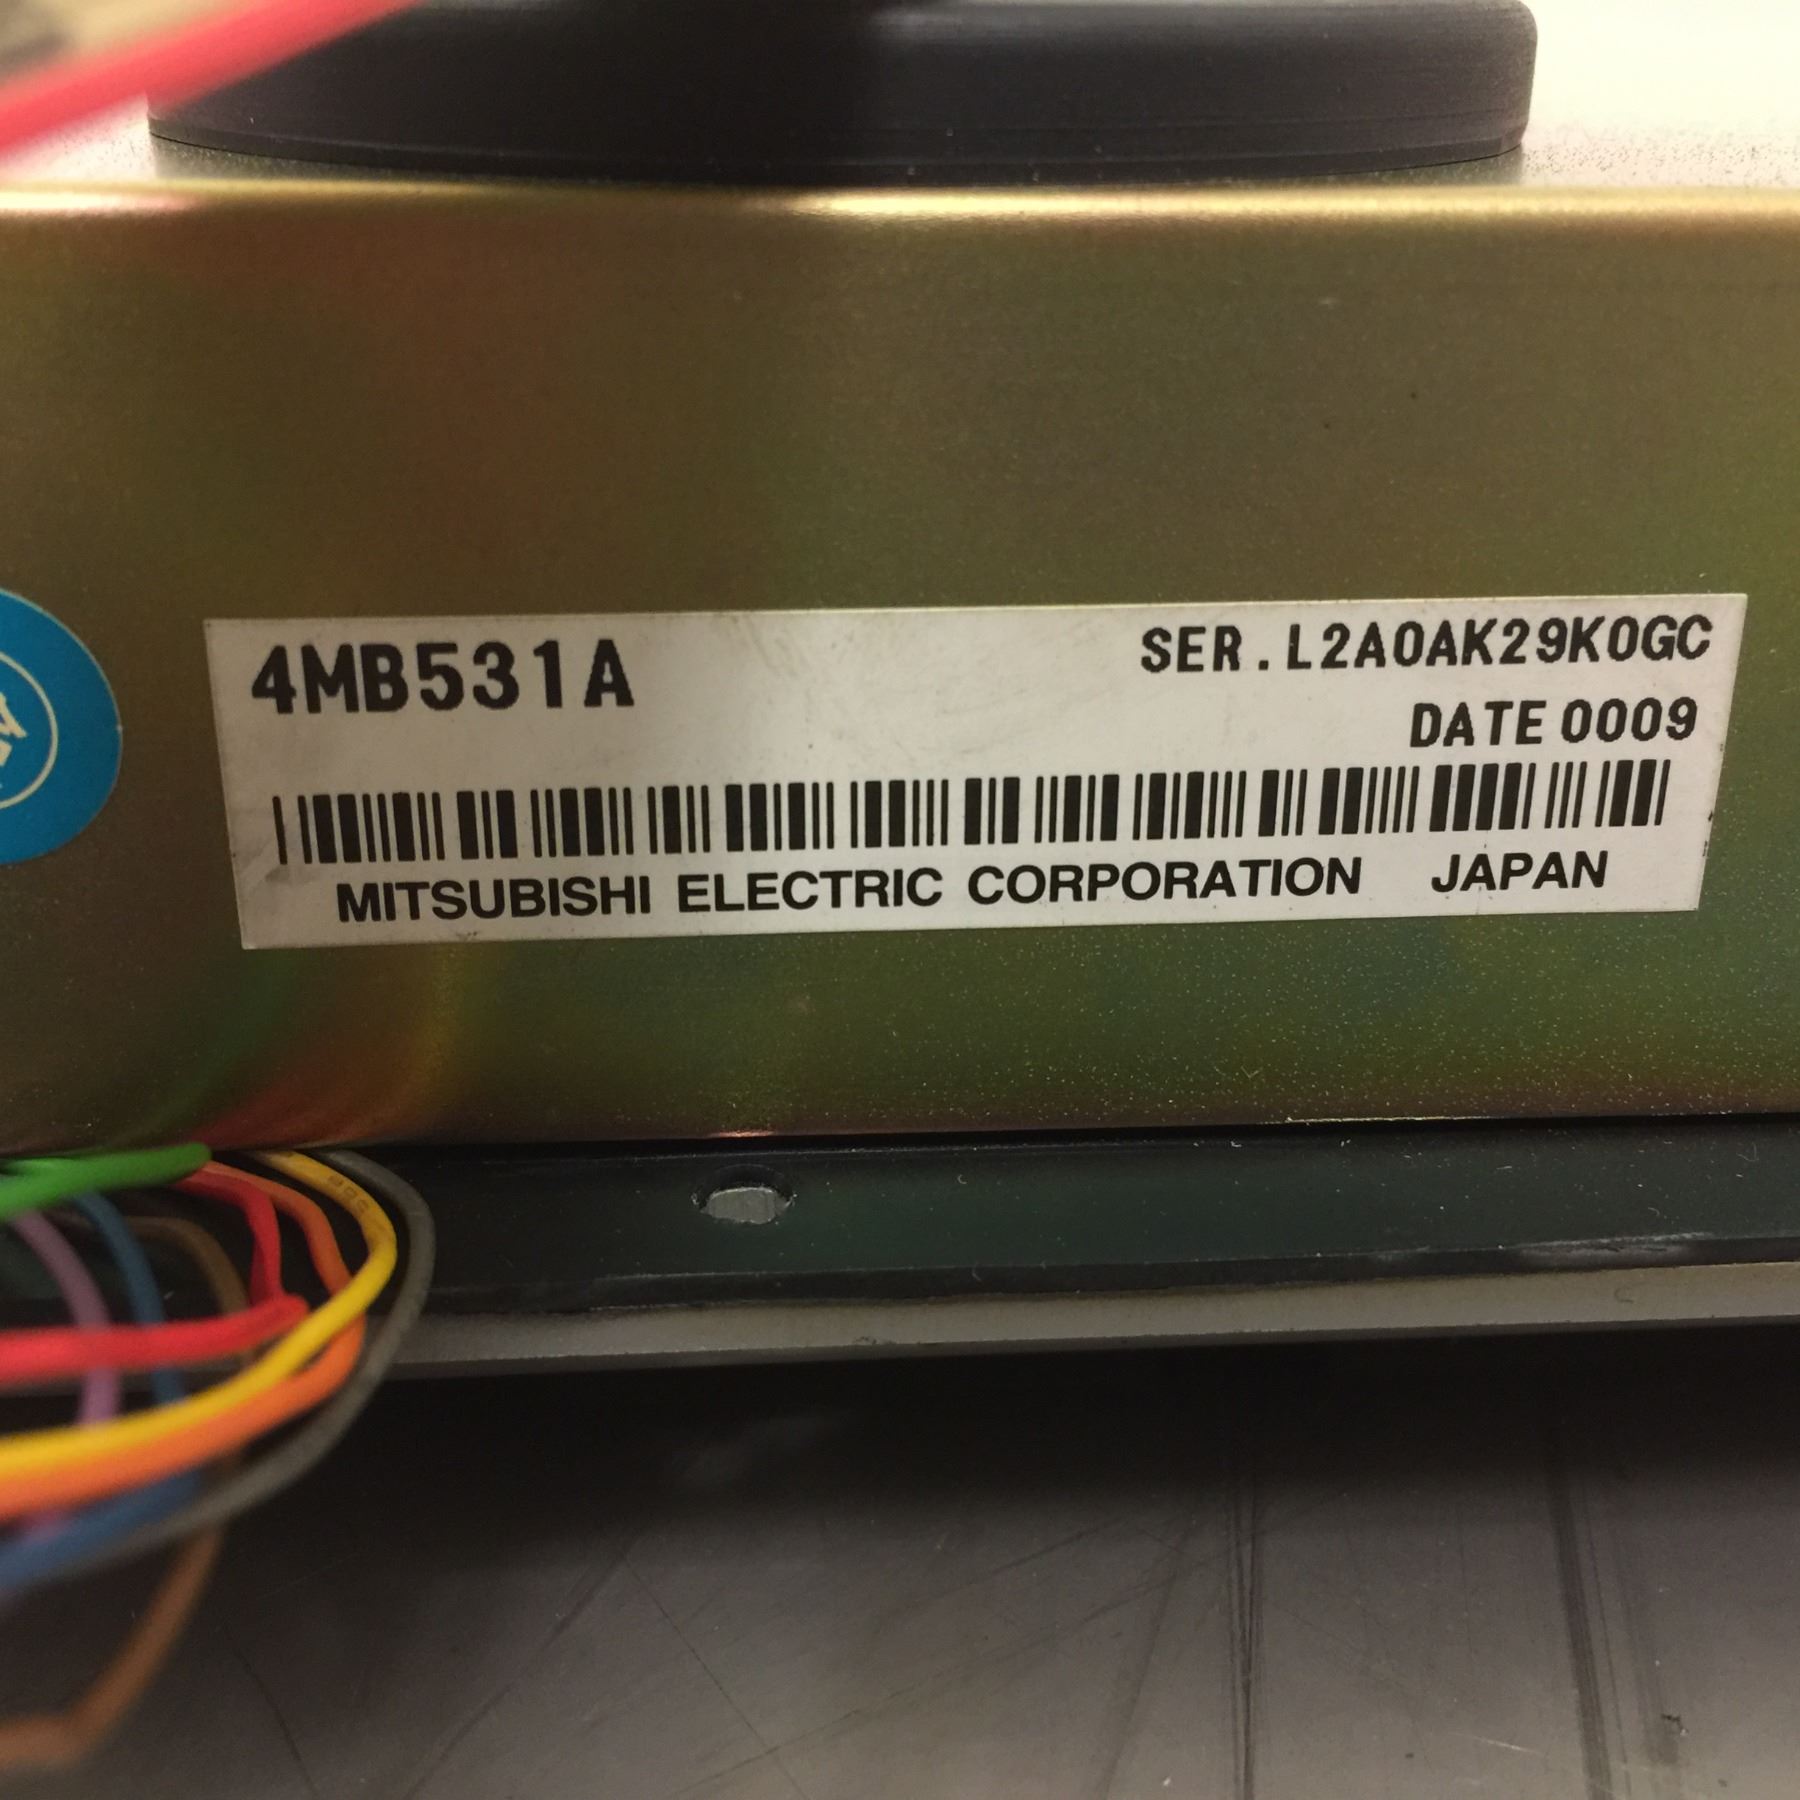 4MB531A
SER. L2A0AK29K0GC
DATE 0009
MITSUBISHI ELECTRIC CORPORATION JAPAN